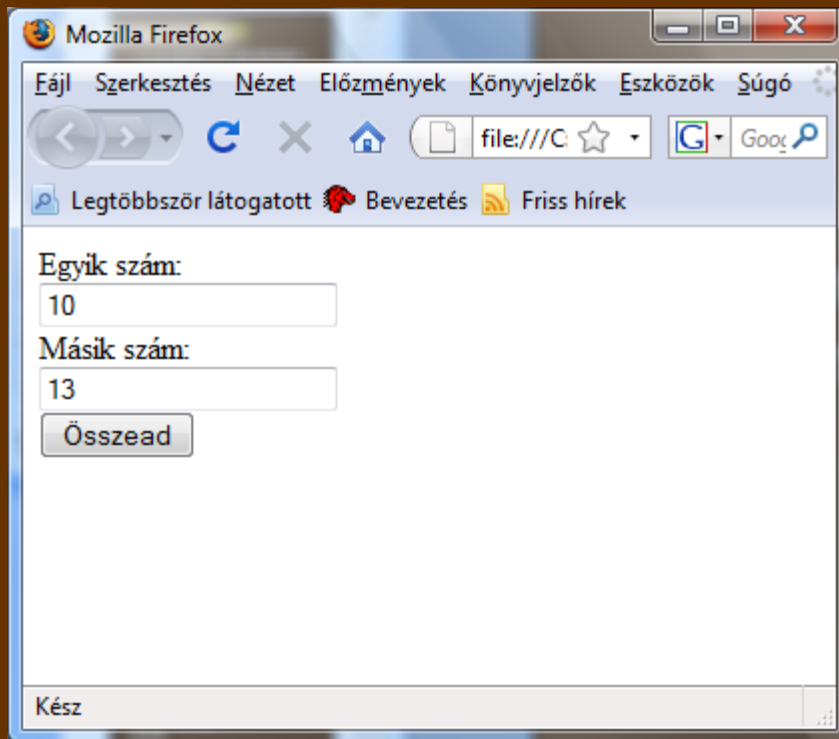 Mozilla Firefox
Fájl Szerkesztés Nézet Előzmények Könyvjelzők Eszközök Súgó
file:///C: G Goog
Legtöbbször látogatott Bevezetés Friss hírek
Egyik szám:
10
Másik szám:
13
Összead
Kész